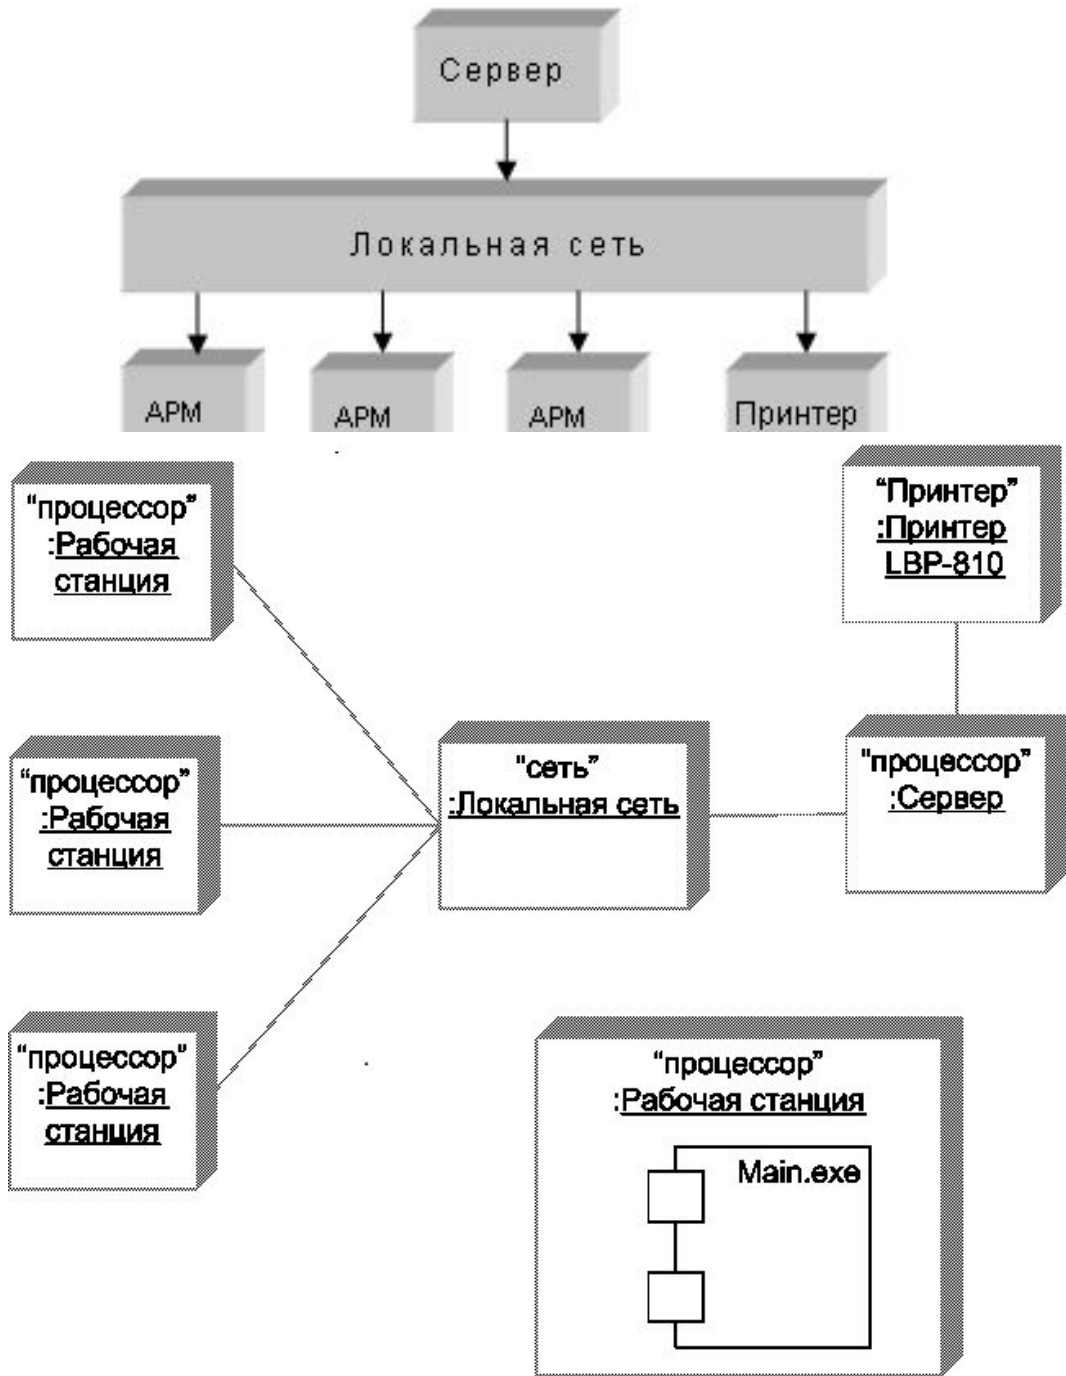 Сервер
Локальная сеть
АРМ
АРМ
АРМ
Принтер
“процессор”
:Рабочая
станция
“Принтер”
:Принтер
LBP-810
“процессор”
:Рабочая
станция
“сеть”
:Локальная сеть
“процессор”
:Сервер
“процессор”
:Рабочая
станция
“процессор”
:Рабочая станция
Main.exe